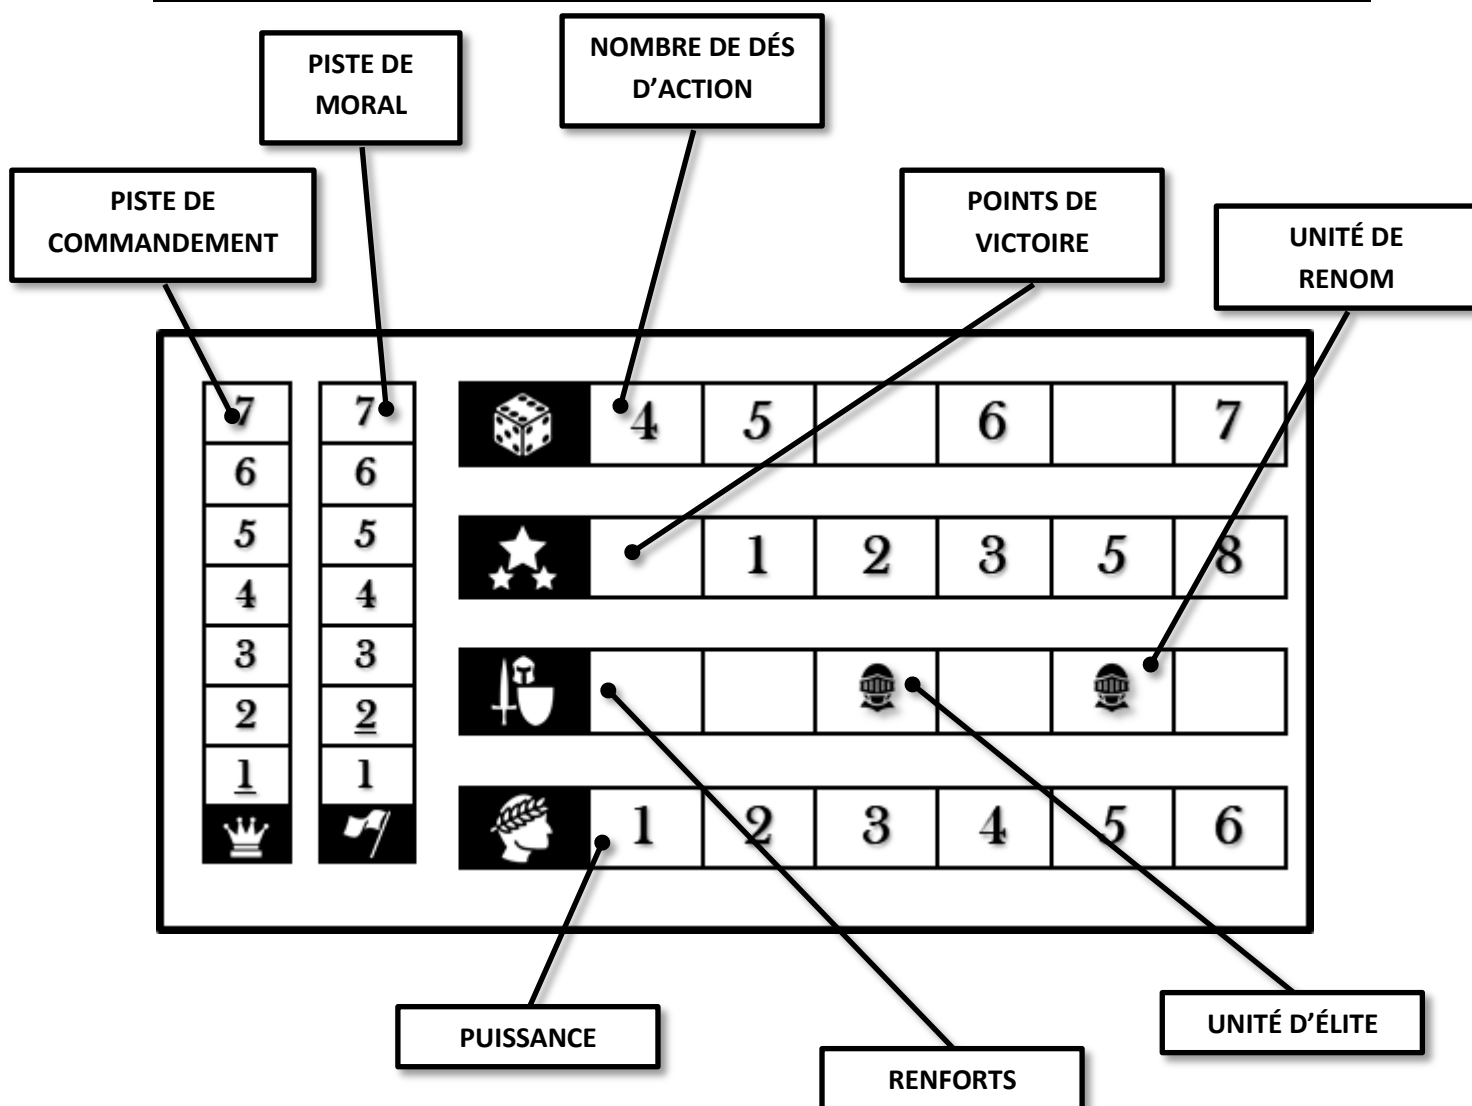 NOMBRE DE DÉS
D’ACTION
PISTE DE
MORAL
PISTE DE
COMMANDEMENT
POINTS DE
VICTOIRE
UNITÉ DE
RENOM
7 7 4 5 6 7
6 6
5 5 1 2 3 5 8
4 4
3 3
2 2
1 1 1 2 3 4 5 6
PUISSANCE
UNITÉ D’ÉLITE
RENFORTS